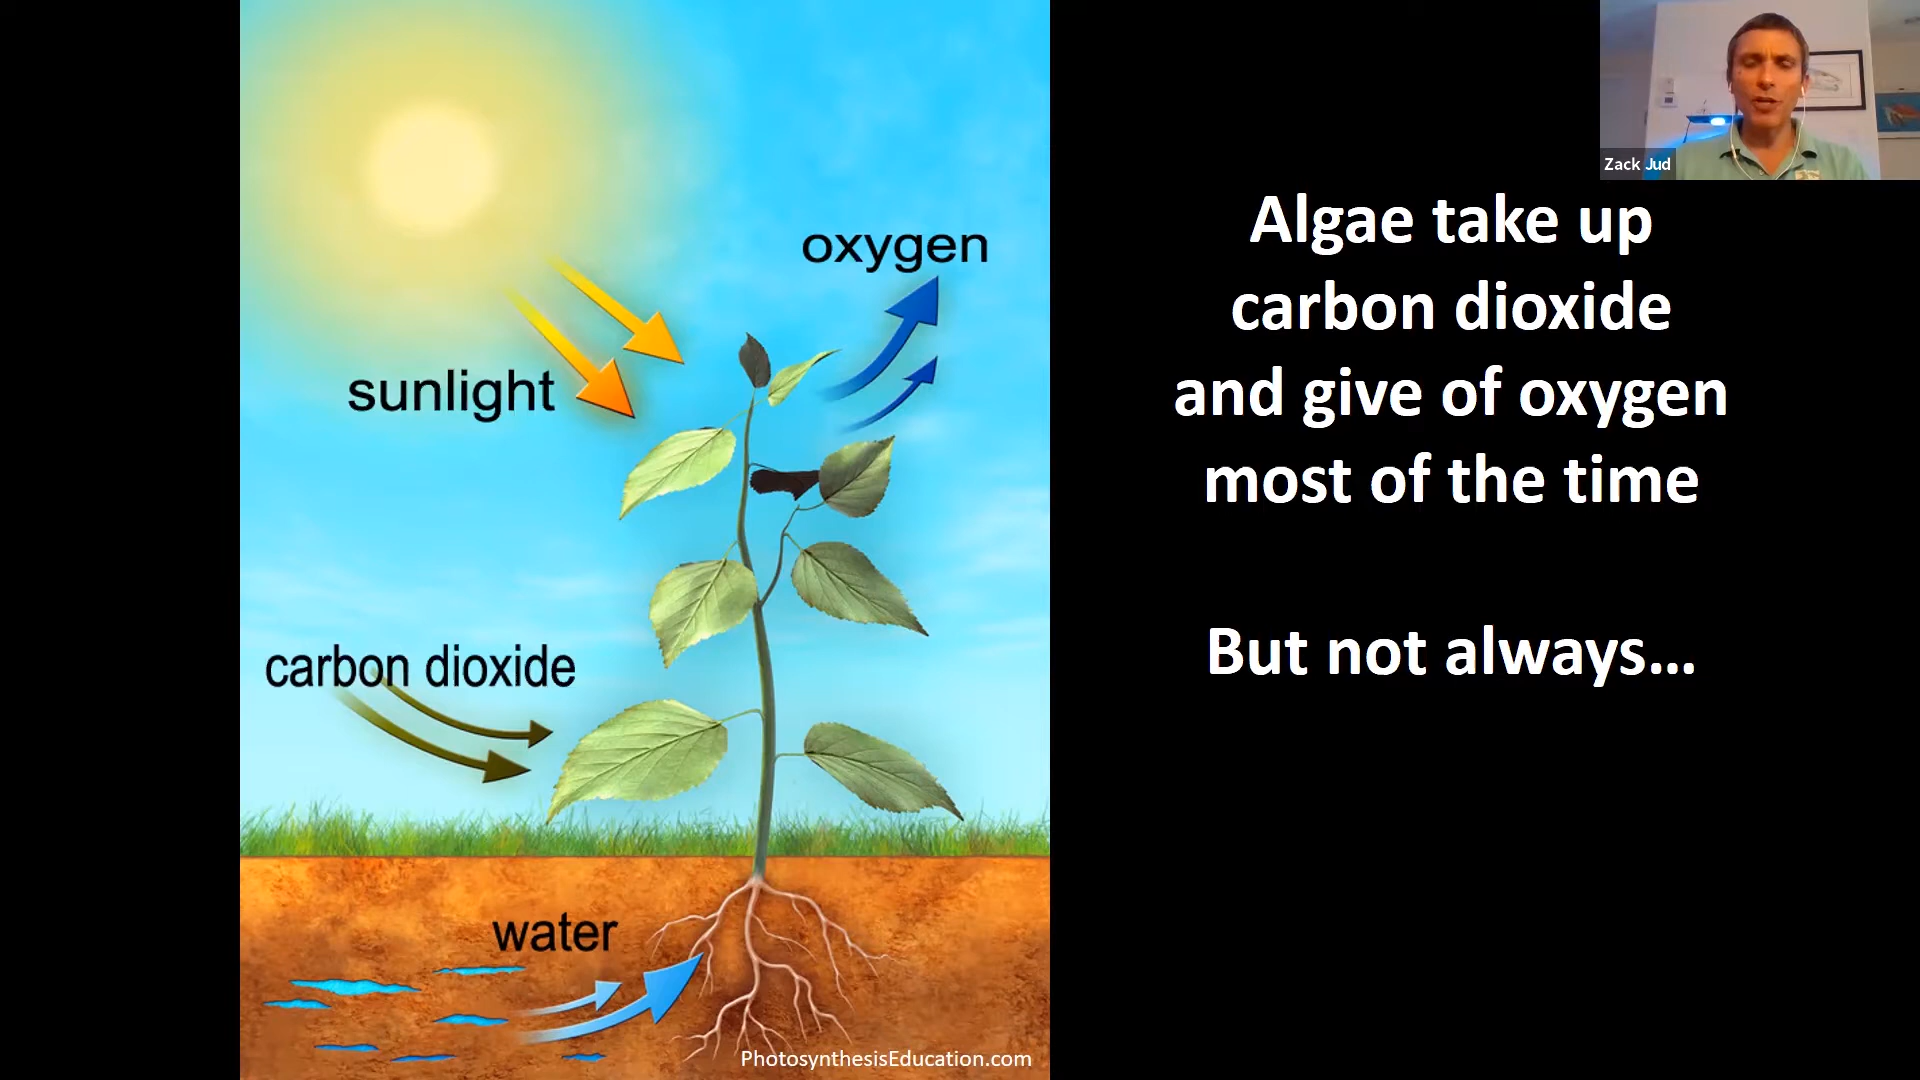 Zack Jud
oxygen
sunlight
carbon dioxide
water
PhotosynthesisEducation.com
Algae take up
carbon dioxide
and give of oxygen
most of the time
But not always...